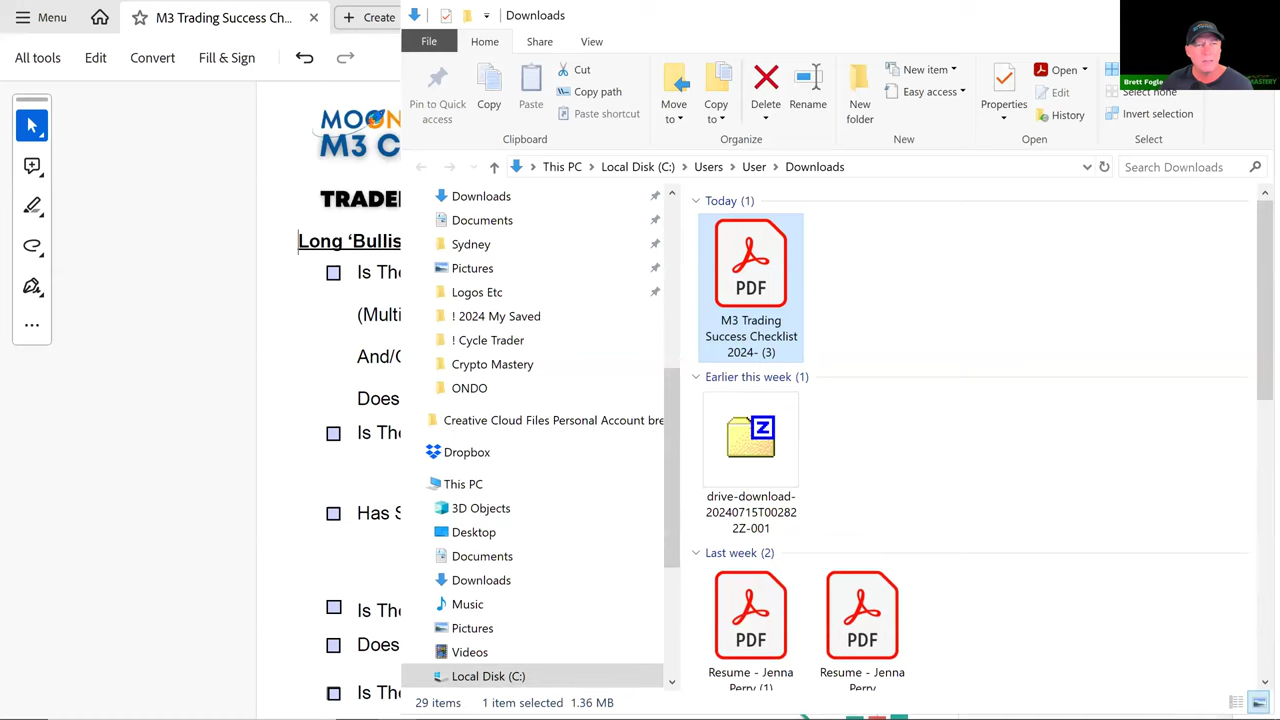 Menu
M3 Trading Success Ch...
Create
All tools
Edit
Convert
Fill & Sign
MOON
M3 C
TRADE
Long ‘Bullis
Is The
(Multi
And/O
Does
Is The
Has S
Is The
Does
Is The
Downloads
File
Home
Share
View
Pin to Quick
access
Copy
Paste
Cut
Copy path
Paste shortcut
Clipboard
Move
to
Copy
to
Delete
Rename
Organize
New
folder
New item
Easy access
New
Properties
Open
Edit
History
Open
Select none
Invert selection
Select
Brett Fogle
MASTERY
This PC
Local Disk (C:)
Users
User
Downloads
Search Downloads
Downloads
Documents
Sydney
Pictures
Logos Etc
! 2024 My Saved
! Cycle Trader
Crypto Mastery
ONDO
Creative Cloud Files Personal Account bre
Dropbox
This PC
3D Objects
Desktop
Documents
Downloads
Music
Pictures
Videos
Local Disk (C:)
Today (1)
PDF
M3 Trading
Success Checklist
2024- (3)
Earlier this week (1)
Z
drive-download-
20240715T00282
2Z-001
Last week (2)
PDF
PDF
Resume - Jenna
Perry (1)
Resume - Jenna
Perry
29 items
1 item selected
1.36 MB